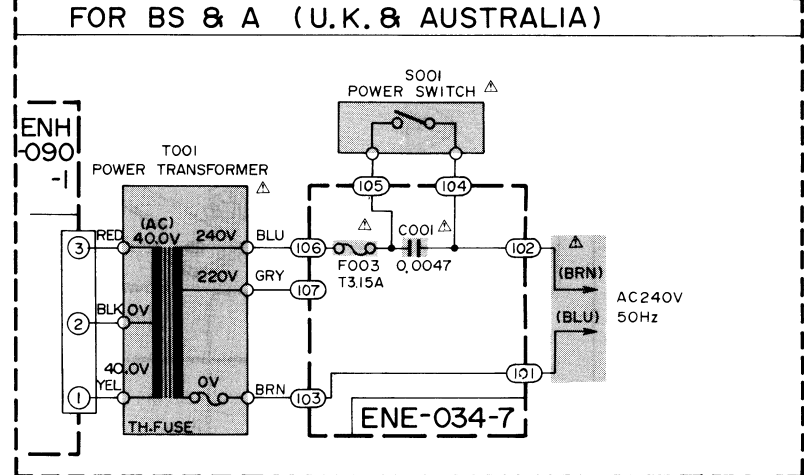 FOR BS & A (U.K. & AUSTRALIA)
S001
POWER SWITCH
ENH
-090
-1
T001
POWER TRANSFORMER
105
104
(AC)
3
RED
40.0V
240V
BLU
106
C001
102
F003
T3.15A
0.0047
220V
GRY
107
(BRN)
AC240V
50Hz
(BLU)
2
BLK
0V
101
40.0V
1
YEL
0V
BRN
103
TH.FUSE
ENE-034-7